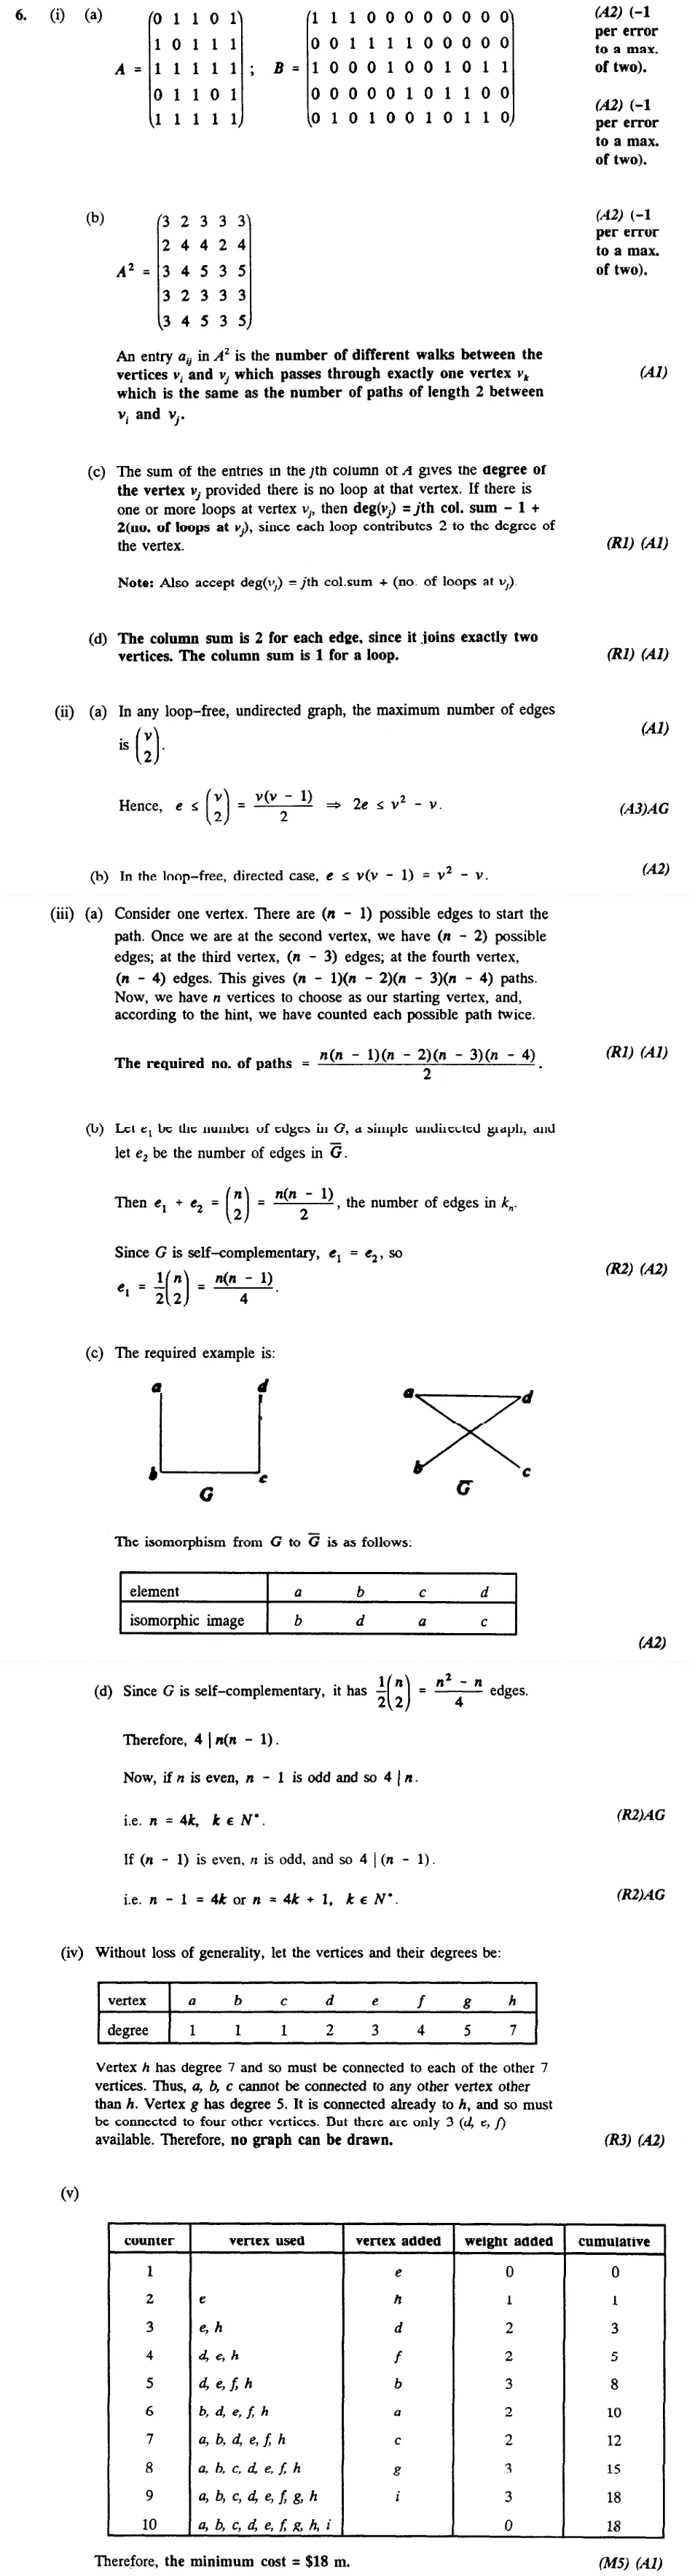 6. (i) (a) A = (0 1 1 0 1; 1 0 1 1 1; 1 1 1 1 1; 0 1 1 0 1; 1 1 1 1 1) ; B = (1 1 1 0 0 0 0 0 0 0 0; 0 0 1 1 1 1 0 0 0 0 0; 1 0 0 0 1 0 0 1 0 1 1; 0 0 0 0 0 1 0 1 1 0 0; 0 1 0 1 0 0 1 0 1 1 0)
(A2) (-1
per error
to a max.
of two).
(A2) (-1
per error
to a max.
of two).
(b) A² = (3 2 3 3 3; 2 4 4 2 4; 3 4 5 3 5; 3 2 3 3 3; 3 4 5 3 5)
(A2) (-1
per error
to a max.
of two).
An entry a_ij in A² is the number of different walks between the
vertices v_i and v_j which passes through exactly one vertex v_k (A1)
which is the same as the number of paths of length 2 between
v_i and v_j.
(c) The sum of the entries in the jth column of A gives the degree of
the vertex v_j provided there is no loop at that vertex. If there is
one or more loops at vertex v_j, then deg(v_j) = jth col. sum - 1 +
2(no. of loops at v_j), since each loop contributes 2 to the degree of
the vertex. (R1) (A1)
Note: Also accept deg(v_j) = jth col.sum + (no. of loops at v_j).
(d) The column sum is 2 for each edge, since it joins exactly two
vertices. The column sum is 1 for a loop. (R1) (A1)
(ii) (a) In any loop-free, undirected graph, the maximum number of edges
is (v 2). (A1)
Hence, e ≤ (v 2) = v(v - 1)/2 ⇒ 2e ≤ v² - v. (A3)AG
(b) In the loop-free, directed case, e ≤ v(v - 1) = v² - v. (A2)
(iii) (a) Consider one vertex. There are (n - 1) possible edges to start the
path. Once we are at the second vertex, we have (n - 2) possible
edges; at the third vertex, (n - 3) edges; at the fourth vertex,
(n - 4) edges. This gives (n - 1)(n - 2)(n - 3)(n - 4) paths.
Now, we have n vertices to choose as our starting vertex, and,
according to the hint, we have counted each possible path twice.
The required no. of paths = n(n - 1)(n - 2)(n - 3)(n - 4)/2. (R1) (A1)
(b) Let e₁ be the number of edges in G, a simple undirected graph, and
let e₂ be the number of edges in G̅.
Then e₁ + e₂ = (n 2) = n(n - 1)/2, the number of edges in k_n.
Since G is self-complementary, e₁ = e₂, so
e₁ = 1/2(n 2) = n(n - 1)/4. (R2) (A2)
(c) The required example is:
a d a d
b c b c
G G̅
The isomorphism from G to G̅ is as follows:
element a b c d
isomorphic image b d a c
(A2)
(d) Since G is self-complementary, it has 1/2(n 2) = n² - n/4 edges.
Therefore, 4 | n(n - 1).
Now, if n is even, n - 1 is odd and so 4 | n.
i.e. n = 4k, k ∈ N*. (R2)AG
If (n - 1) is even, n is odd, and so 4 | (n - 1).
i.e. n - 1 = 4k or n = 4k + 1, k ∈ N*. (R2)AG
(iv) Without loss of generality, let the vertices and their degrees be:
vertex a b c d e f g h
degree 1 1 1 2 3 4 5 7
Vertex h has degree 7 and so must be connected to each of the other 7
vertices. Thus, a, b, c cannot be connected to any other vertex other
than h. Vertex g has degree 5. It is connected already to h, and so must
be connected to four other vertices. But there are only 3 (d, e, f)
available. Therefore, no graph can be drawn. (R3) (A2)
(v)
counter vertex used vertex added weight added cumulative
1 e 0 0
2 e h 1 1
3 e, h d 2 3
4 d, e, h f 2 5
5 d, e, f, h b 3 8
6 b, d, e, f, h a 2 10
7 a, b, d, e, f, h c 2 12
8 a, b, c, d, e, f, h g 3 15
9 a, b, c, d, e, f, g, h i 3 18
10 a, b, c, d, e, f, g, h, i 0 18
Therefore, the minimum cost = $18 m. (M5) (A1)